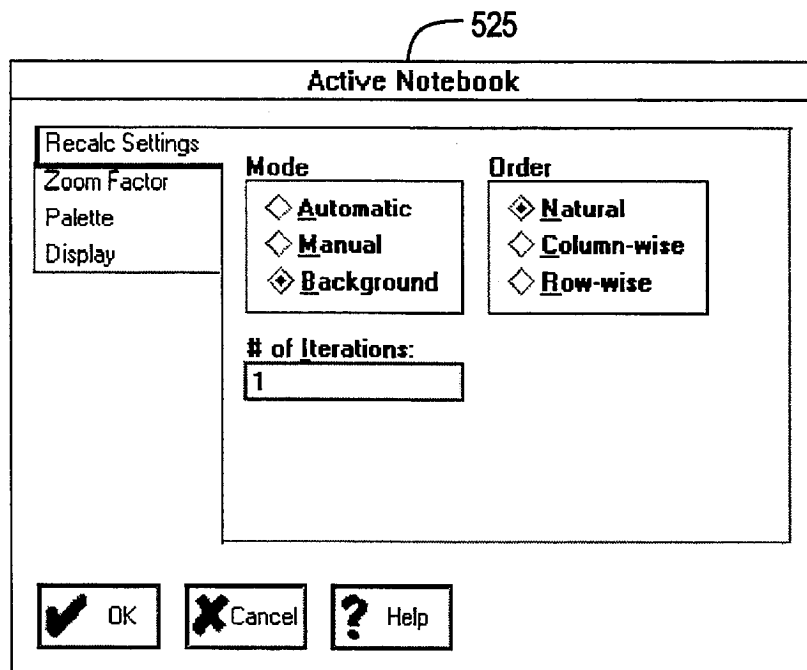 525
Active Notebook
Recalc Settings
Zoom Factor
Palette
Display
Mode
Automatic
Manual
Background
Order
Natural
Column-wise
Row-wise
# of Iterations:
1
OK
Cancel
? Help